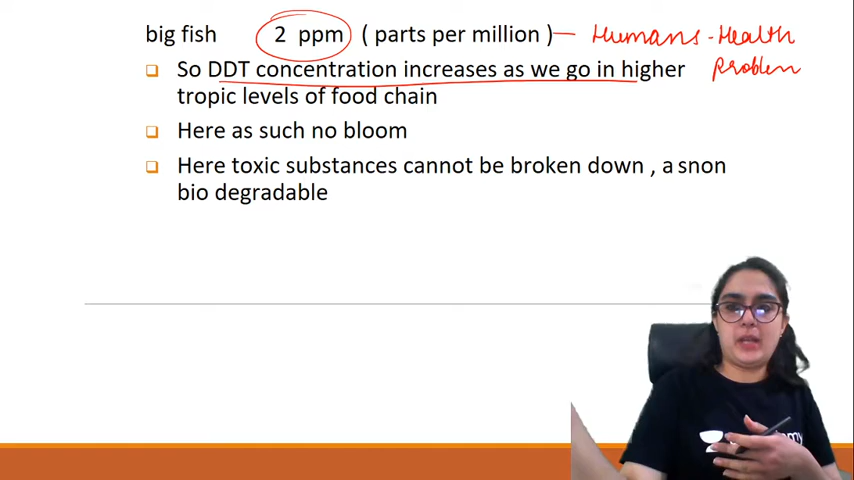 big fish 2 ppm ( parts per million ) — Humans - Health
So DDT concentration increases as we go in higher problem
tropic levels of food chain
Here as such no bloom
Here toxic substances cannot be broken down , a snon
bio degradable